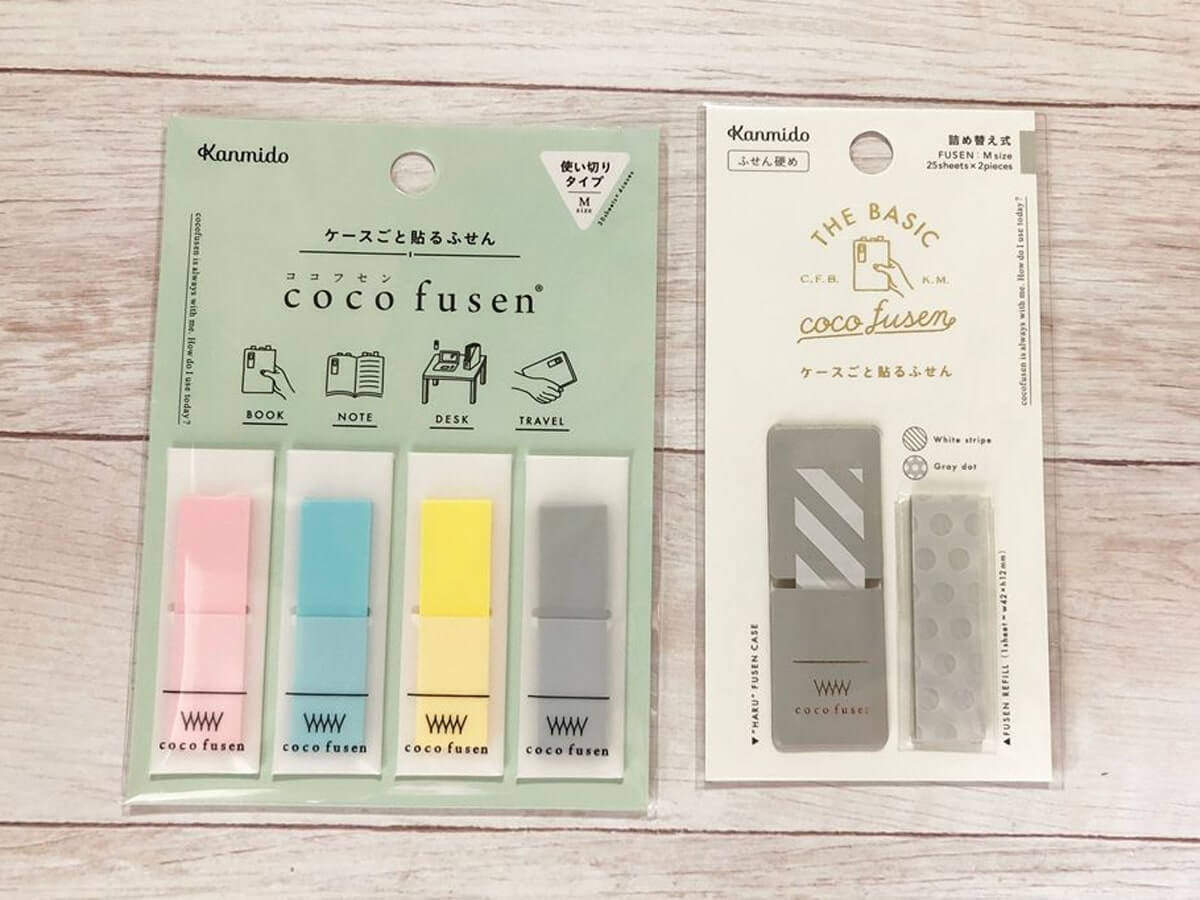 Kanmido
使い切り
タイプ
M
size
25sheets×4cases
ケースごと貼るふせん
ココフセン
coco fusen®
BOOK
NOTE
DESK
TRAVEL
cocofusen is always with me. How do I use today?
coco fusen
coco fusen
coco fusen
coco fusen
Kanmido
ふせん硬め
詰め替え式
FUSEN : M size
25sheets×2pieces
THE BASIC
C.F.B.
K.M.
coco fusen
ケースごと貼るふせん
cocofusen is always with me. How do I use today?
White stripe
Gray dot
▼"HARU" FUSEN CASE
▲FUSEN REFILL (1sheet=w42×h12mm)
coco fusen